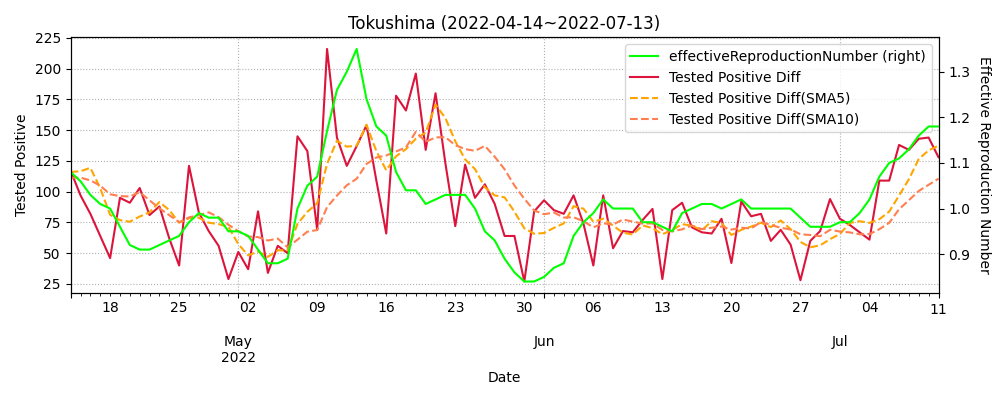 Tokushima (2022-04-14~2022-07-13)
effectiveReproductionNumber (right)
Tested Positive Diff
Tested Positive Diff(SMA5)
Tested Positive Diff(SMA10)
Tested Positive
225
200
175
150
125
100
75
50
25
1.3
1.2
1.1
1.0
0.9
Effective Reproduction Number
18 25 02 09 16 23 30 06 13 20 27 04 11
May Jun Jul
2022
Date